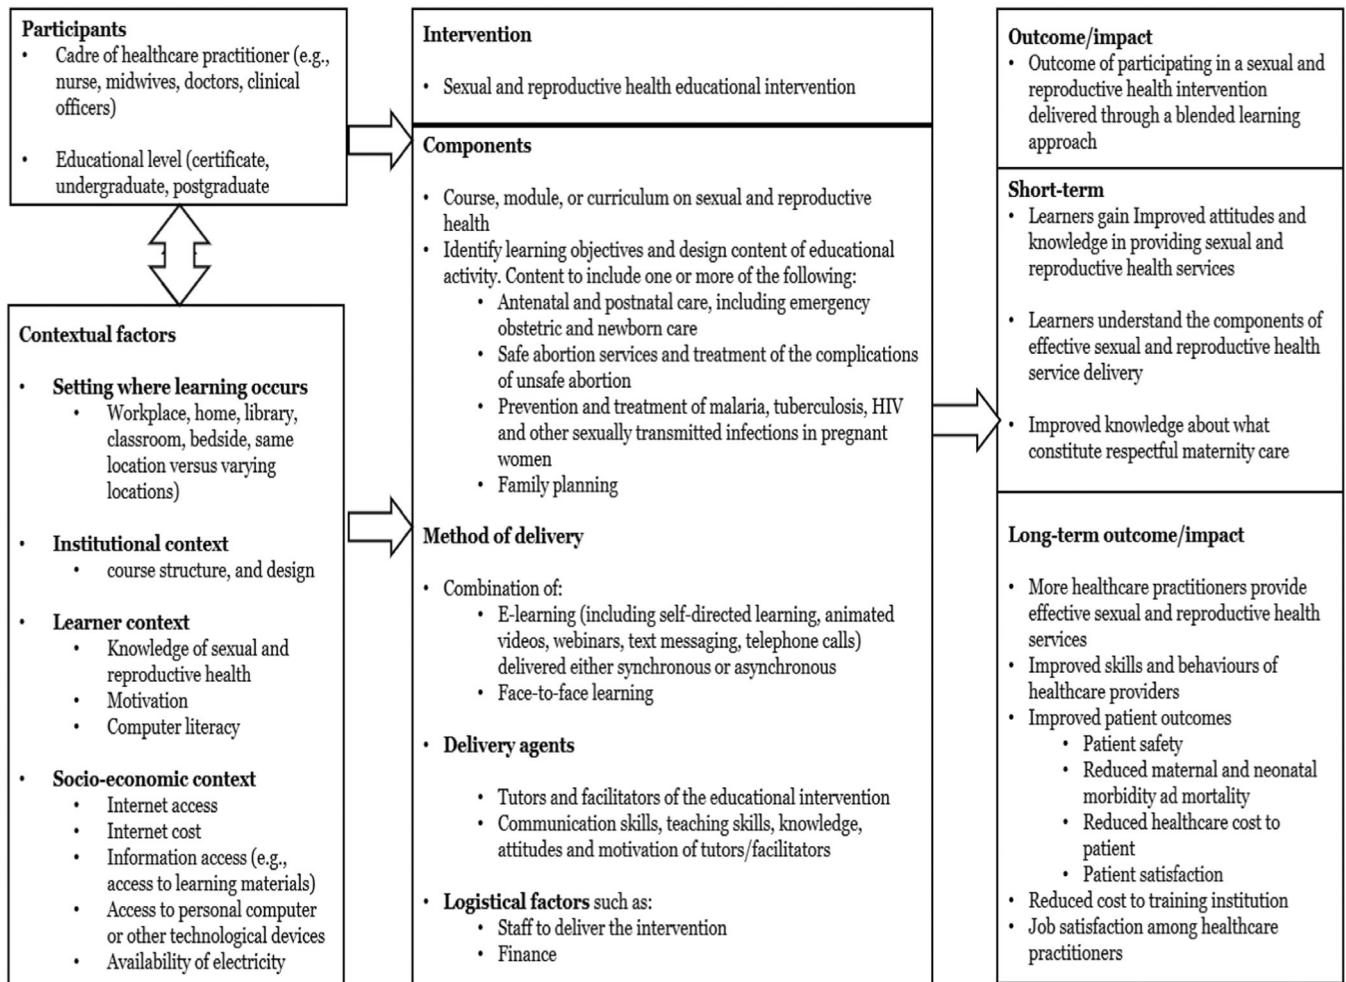 Participants
• Cadre of healthcare practitioner (e.g.,
nurse, midwives, doctors, clinical
officers)
• Educational level (certificate,
undergraduate, postgraduate
Contextual factors
• Setting where learning occurs
• Workplace, home, library,
classroom, bedside, same
location versus varying
locations)
• Institutional context
• course structure, and design
• Learner context
• Knowledge of sexual and
reproductive health
• Motivation
• Computer literacy
• Socio-economic context
• Internet access
• Internet cost
• Information access (e.g.,
access to learning materials)
• Access to personal computer
or other technological devices
• Availability of electricity
Intervention
• Sexual and reproductive health educational intervention
Components
• Course, module, or curriculum on sexual and reproductive
health
• Identify learning objectives and design content of educational
activity. Content to include one or more of the following:
• Antenatal and postnatal care, including emergency
obstetric and newborn care
• Safe abortion services and treatment of the complications
of unsafe abortion
• Prevention and treatment of malaria, tuberculosis, HIV
and other sexually transmitted infections in pregnant
women
• Family planning
Method of delivery
• Combination of:
• E-learning (including self-directed learning, animated
videos, webinars, text messaging, telephone calls)
delivered either synchronous or asynchronous
• Face-to-face learning
• Delivery agents
• Tutors and facilitators of the educational intervention
• Communication skills, teaching skills, knowledge,
attitudes and motivation of tutors/facilitators
• Logistical factors such as:
• Staff to deliver the intervention
• Finance
Outcome/impact
• Outcome of participating in a sexual and
reproductive health intervention
delivered through a blended learning
approach
Short-term
• Learners gain Improved attitudes and
knowledge in providing sexual and
reproductive health services
• Learners understand the components of
effective sexual and reproductive health
service delivery
• Improved knowledge about what
constitute respectful maternity care
Long-term outcome/impact
• More healthcare practitioners provide
effective sexual and reproductive health
services
• Improved skills and behaviours of
healthcare providers
• Improved patient outcomes
• Patient safety
• Reduced maternal and neonatal
morbidity ad mortality
• Reduced healthcare cost to
patient
• Patient satisfaction
• Reduced cost to training institution
• Job satisfaction among healthcare
practitioners